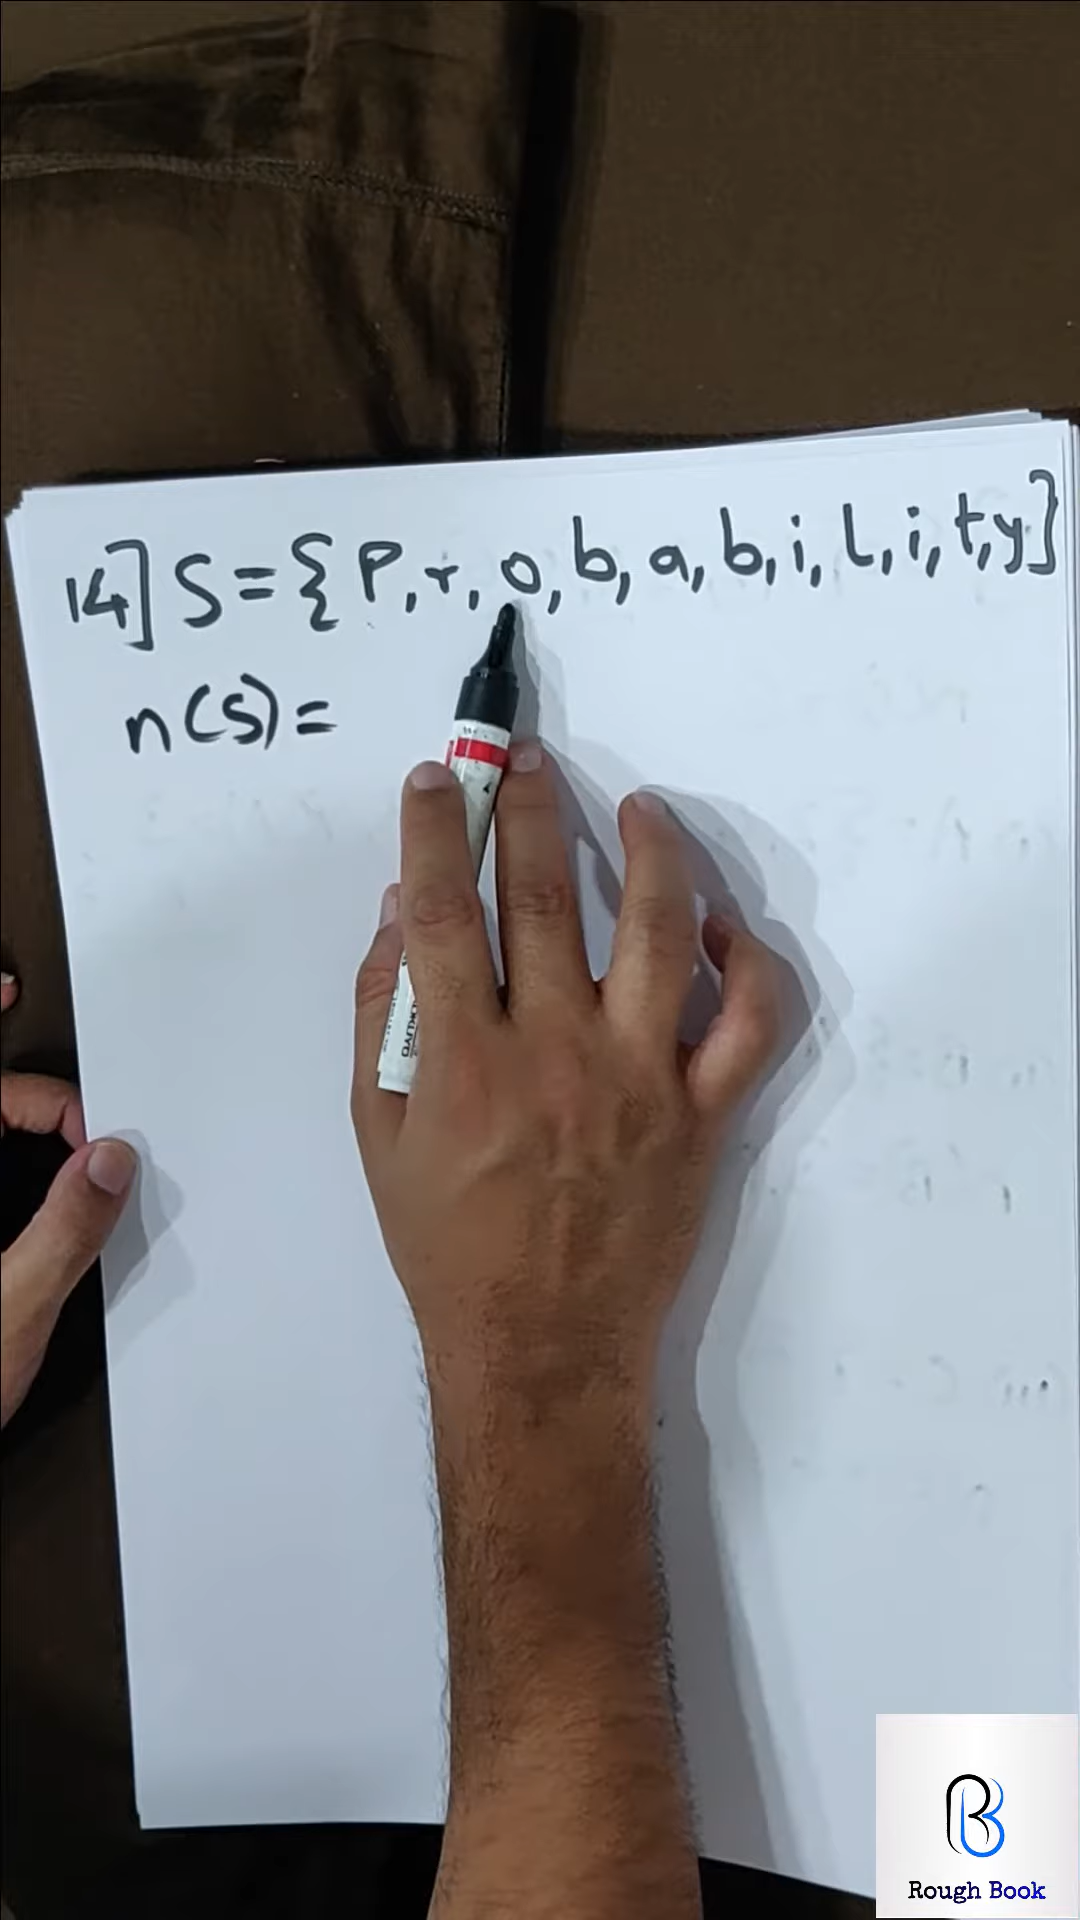 14] S = { P, r, o, b, a, b, i, l, i, t, y }
n(S) =
Rough Book